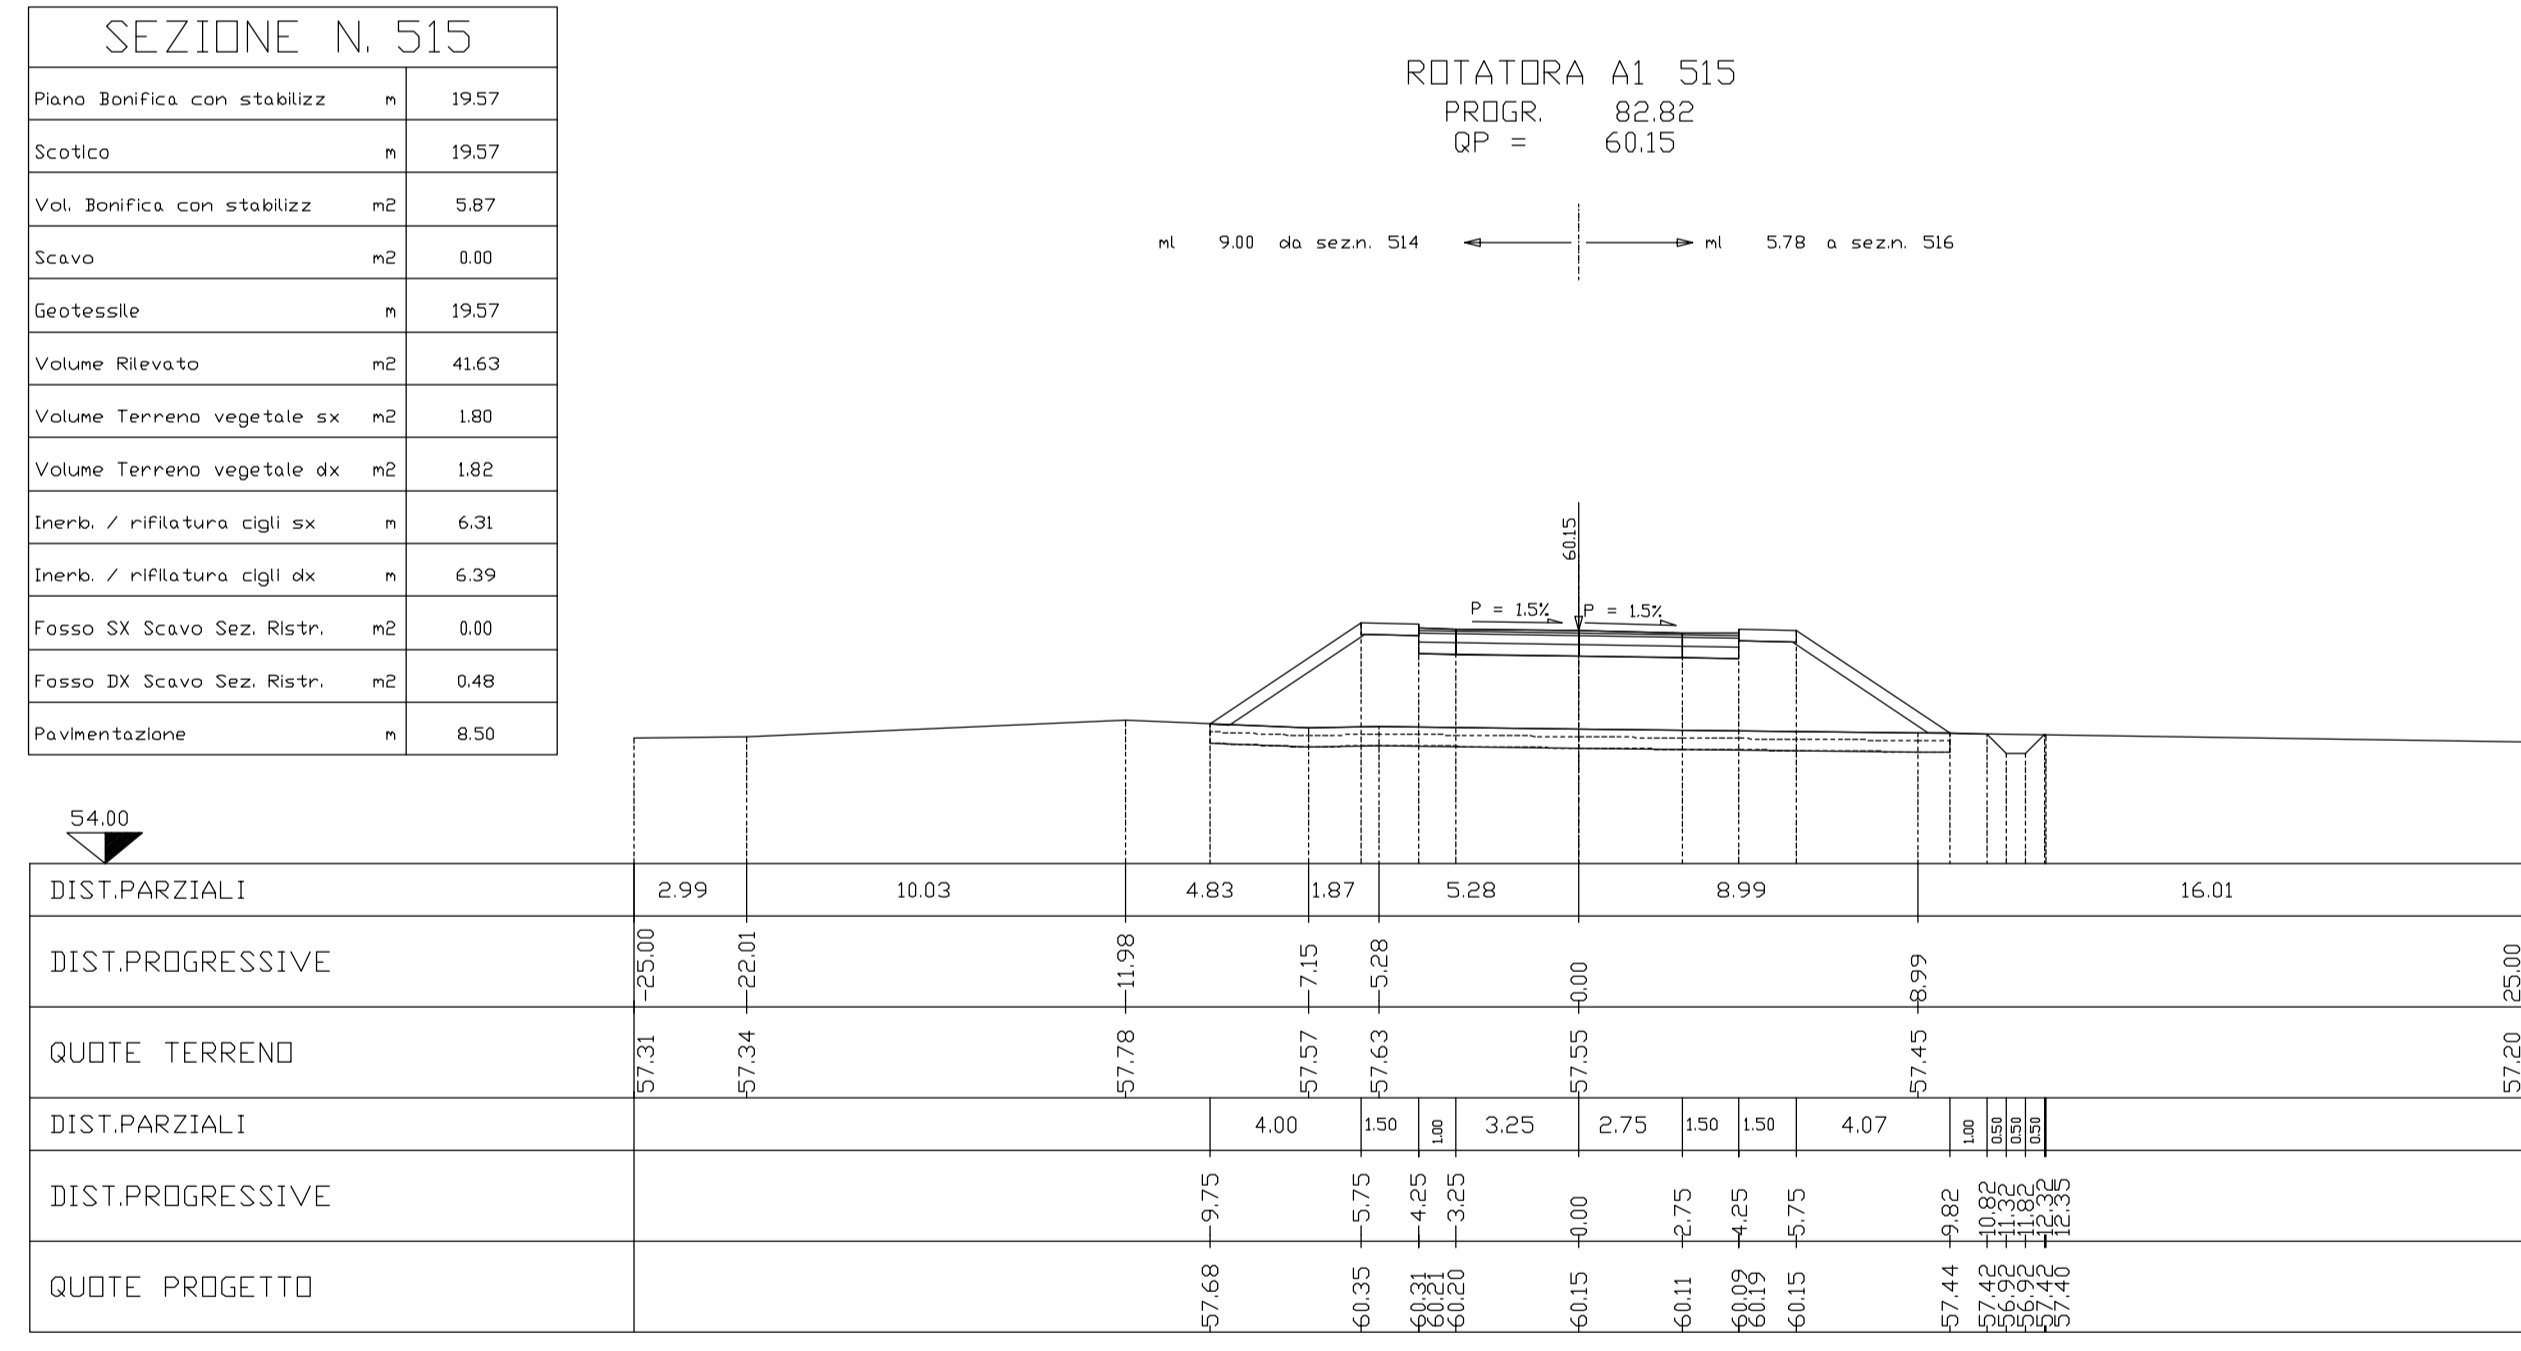 SEZIONE N. 515
Piano Bonifica con stabilizz m 19.57
Scotico m 19.57
Vol. Bonifica con stabilizz m2 5.87
Scavo m2 0.00
Geotessile m 19.57
Volume Rilevato m2 41.63
Volume Terreno vegetale sx m2 1.80
Volume Terreno vegetale dx m2 1.82
Inerb. / rifilatura cigli sx m 6.31
Inerb. / rifilatura cigli dx m 6.39
Fosso SX Scavo Sez. Ristr. m2 0.00
Fosso DX Scavo Sez. Ristr. m2 0.48
Pavimentazione m 8.50
ROTATORA A1 515
PROGR. 82.82
QP = 60.15
ml 9.00 da sez.n. 514 ml 5.78 a sez.n. 516
60.15
P = 1.5% P = 1.5%
54.00
DIST.PARZIALI 2.99 10.03 4.83 1.87 5.28 8.99 16.01
DIST.PROGRESSIVE -25.00 -22.01 -11.98 -7.15 -5.28 0.00 8.99 25.00
QUOTE TERRENO 57.31 57.34 57.78 57.57 57.63 57.55 57.45 57.20
DIST.PARZIALI 4.00 1.50 1.00 3.25 2.75 1.50 1.50 4.07 1.00 0.50 0.50 0.50
DIST.PROGRESSIVE -9.75 -5.75 -4.25 -3.25 0.00 2.75 4.25 5.75 9.82 10.82 11.32 11.82 12.32 12.35
QUOTE PROGETTO 57.68 60.35 60.31 60.21 60.20 60.15 60.11 60.09 60.19 60.15 57.44 57.42 56.92 56.92 57.42 57.40